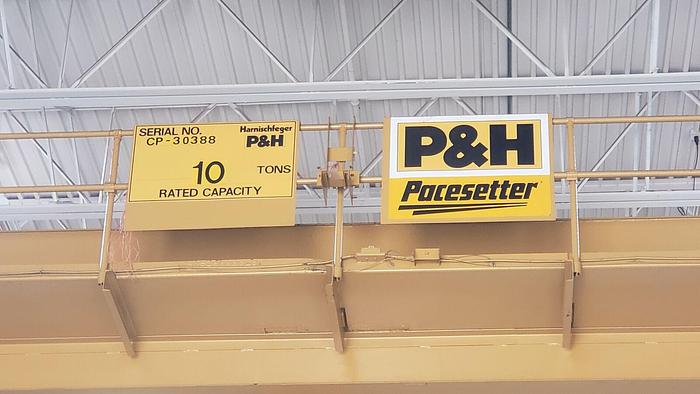 SERIAL NO.
CP-30388
Harnischfeger
P&H
10 TONS
RATED CAPACITY
P&H
Pacesetter